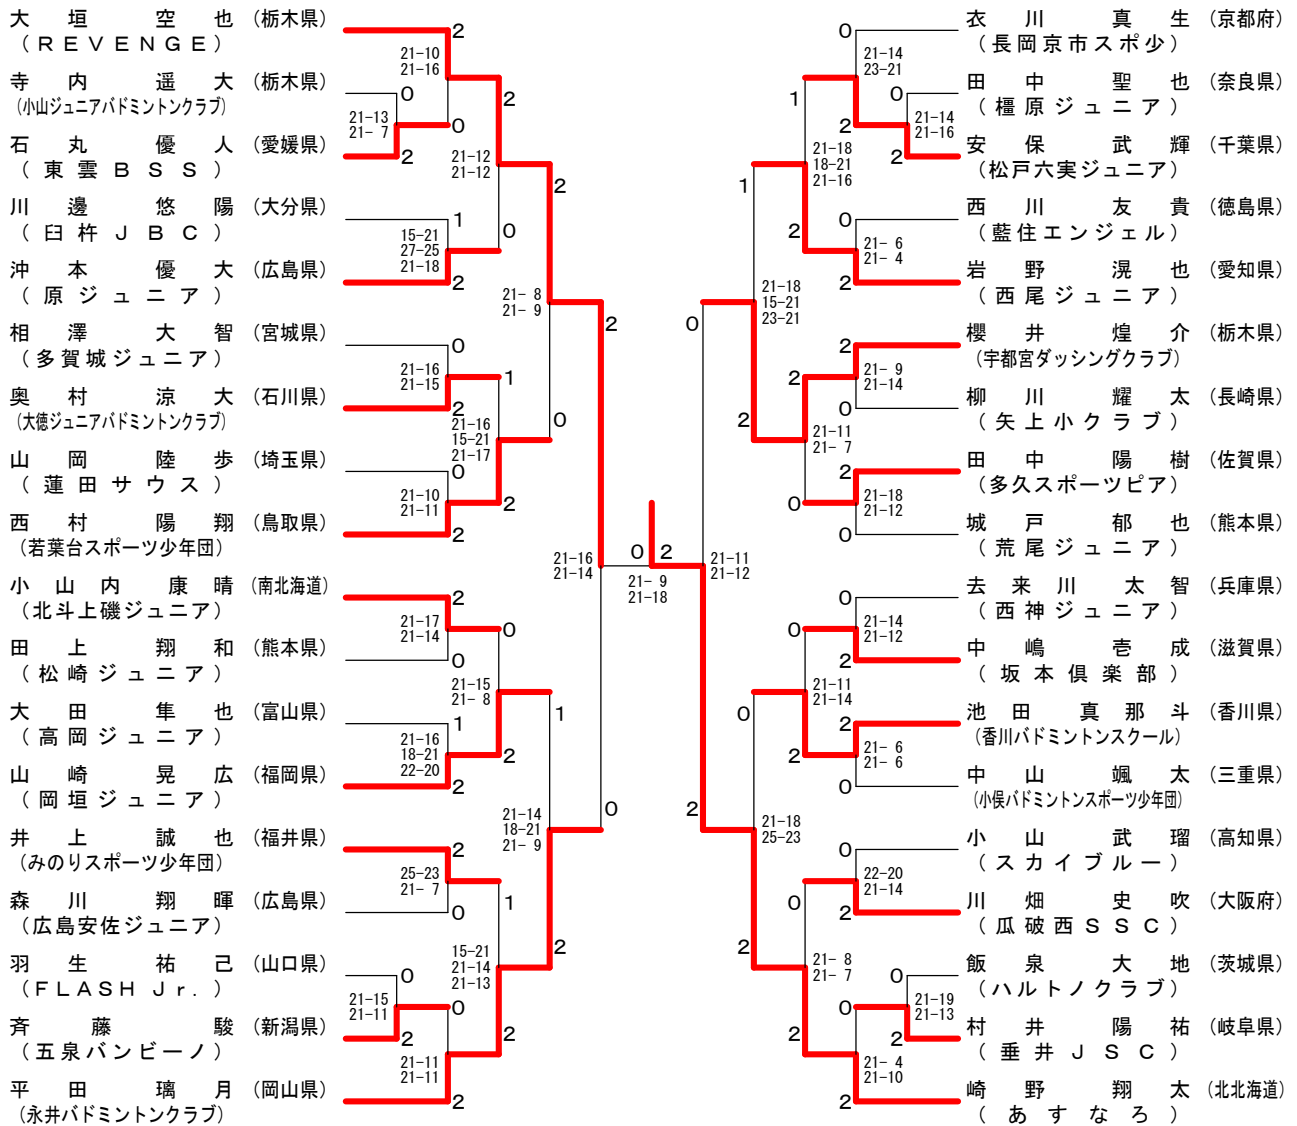 大垣空也 (栃木県)
(REVENGE)
寺内遥大 (栃木県)
(小山ジュニアバドミントンクラブ)
石丸優人 (愛媛県)
(東雲BSS)
川邊悠陽 (大分県)
(臼杵JBC)
沖本優大 (広島県)
(原ジュニア)
相澤大智 (宮城県)
(多賀城ジュニア)
奥村涼大 (石川県)
(大徳ジュニアバドミントンクラブ)
山岡陸歩 (埼玉県)
(蓮田サウス)
西村陽翔 (鳥取県)
(若葉台スポーツ少年団)
小山内康晴 (南北海道)
(北斗上磯ジュニア)
田上翔和 (熊本県)
(松崎ジュニア)
大田隼也 (富山県)
(高岡ジュニア)
山崎晃広 (福岡県)
(岡垣ジュニア)
井上誠也 (福井県)
(みのりスポーツ少年団)
森川翔暉 (広島県)
(広島安佐ジュニア)
羽生祐己 (山口県)
(FLASH Jr.)
斉藤駿 (新潟県)
(五泉バンビーノ)
平田璃月 (岡山県)
(永井バドミントンクラブ)
2
21-10
21-16
0
21-13
21- 7
0
2
2
21-12
21-12
1
15-21
27-25
21-18
0
2
2
21- 8
21- 9
0
21-16
21-15
1
2
21-16
15-21
21-17
0
0
21-10
21-11
2
2
2
21-16
21-14
2
21-17
21-14
0
0
21-15
21- 8
1
1
21-16
18-21
22-20
2
2
21-14
18-21
21- 9
0
2
25-23
21- 7
1
0
15-21
21-14
21-13
2
0
21-15
21-11
0
2
2
21-11
21-11
2
0 2
21- 9
21-18
衣川真生 (京都府)
(長岡京市スポ少)
田中聖也 (奈良県)
(橿原ジュニア)
安保武輝 (千葉県)
(松戸六実ジュニア)
西川友貴 (徳島県)
(藍住エンジェル)
岩野滉也 (愛知県)
(西尾ジュニア)
櫻井煌介 (栃木県)
(宇都宮ダッシングクラブ)
柳川耀太 (長崎県)
(矢上小クラブ)
田中陽樹 (佐賀県)
(多久スポーツピア)
城戸郁也 (熊本県)
(荒尾ジュニア)
去来川太智 (兵庫県)
(西神ジュニア)
中嶋壱成 (滋賀県)
(坂本倶楽部)
池田真那斗 (香川県)
(香川バドミントンスクール)
中山颯太 (三重県)
(小俣バドミントンスポーツ少年団)
小山武瑠 (高知県)
(スカイブルー)
川畑史吹 (大阪府)
(瓜破西SSC)
飯泉大地 (茨城県)
(ハルトノクラブ)
村井陽祐 (岐阜県)
(垂井JSC)
崎野翔太 (北北海道)
(あすなろ)
0
21-14
23-21
1
0
21-14
21-16
2
2
21-18
18-21
21-16
1
0
21- 6
21- 4
2
2
21-18
15-21
23-21
0
2
21- 9
21-14
2
0
2
21-11
21- 7
2
0
21-18
21-12
0
21-11
21-12
0
21-14
21-12
0
2
21-11
21-14
0
2
2
21- 6
21- 6
0
2
21-18
25-23
0
22-20
21-14
0
2
2
21- 8
21- 7
0
21-19
21-13
0
2
2
21- 4
21-10
2